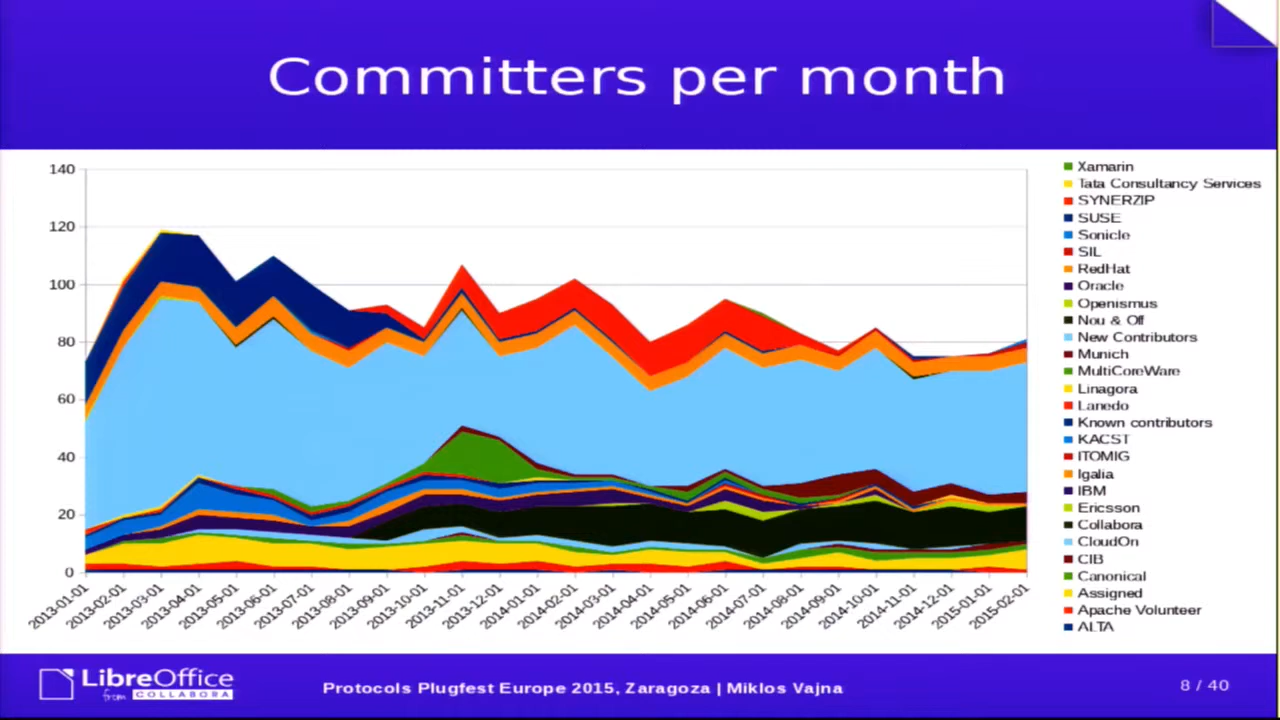 Committers per month
140
120
100
80
60
40
20
0
2013-01-01
2013-02-01
2013-03-01
2013-04-01
2013-05-01
2013-06-01
2013-07-01
2013-08-01
2013-09-01
2013-10-01
2013-11-01
2013-12-01
2014-01-01
2014-02-01
2014-03-01
2014-04-01
2014-05-01
2014-06-01
2014-07-01
2014-08-01
2014-09-01
2014-10-01
2014-11-01
2014-12-01
2015-01-01
2015-02-01
Xamarin
Tata Consultancy Services
SYNERZIP
SUSE
Sonicle
SIL
RedHat
Oracle
Openismus
Nou & Off
New Contributors
Munich
MultiCoreWare
Linagora
Lanedo
Known contributors
KACST
ITOMIG
Igalia
IBM
Ericsson
Collabora
CloudOn
CIB
Canonical
Assigned
Apache Volunteer
ALTA
LibreOffice
from COLLABORA
Protocols Plugfest Europe 2015, Zaragoza | Miklos Vajna
8 / 40